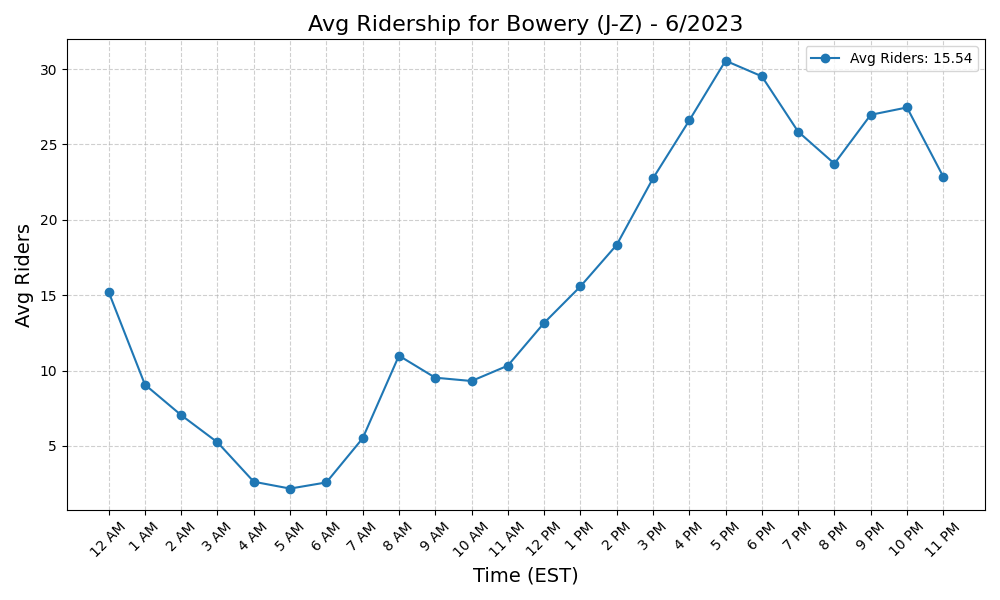 Avg Ridership for Bowery (J-Z) - 6/2023
Avg Riders: 15.54
Avg Riders
30
25
20
15
10
5
12 AM
1 AM
2 AM
3 AM
4 AM
5 AM
6 AM
7 AM
8 AM
9 AM
10 AM
11 AM
12 PM
1 PM
2 PM
3 PM
4 PM
5 PM
6 PM
7 PM
8 PM
9 PM
10 PM
11 PM
Time (EST)